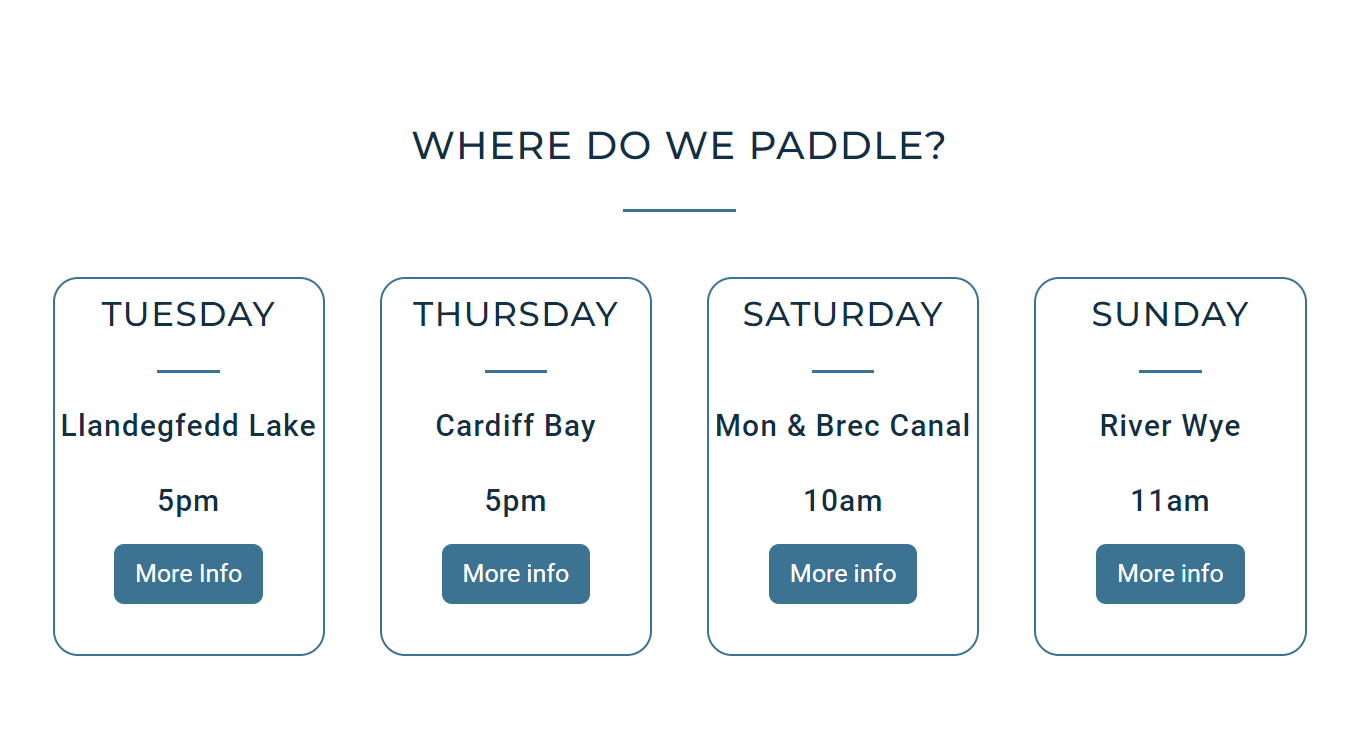 WHERE DO WE PADDLE?
TUESDAY
Llandegfedd Lake
5pm
More Info
THURSDAY
Cardiff Bay
5pm
More info
SATURDAY
Mon & Brec Canal
10am
More info
SUNDAY
River Wye
11am
More info